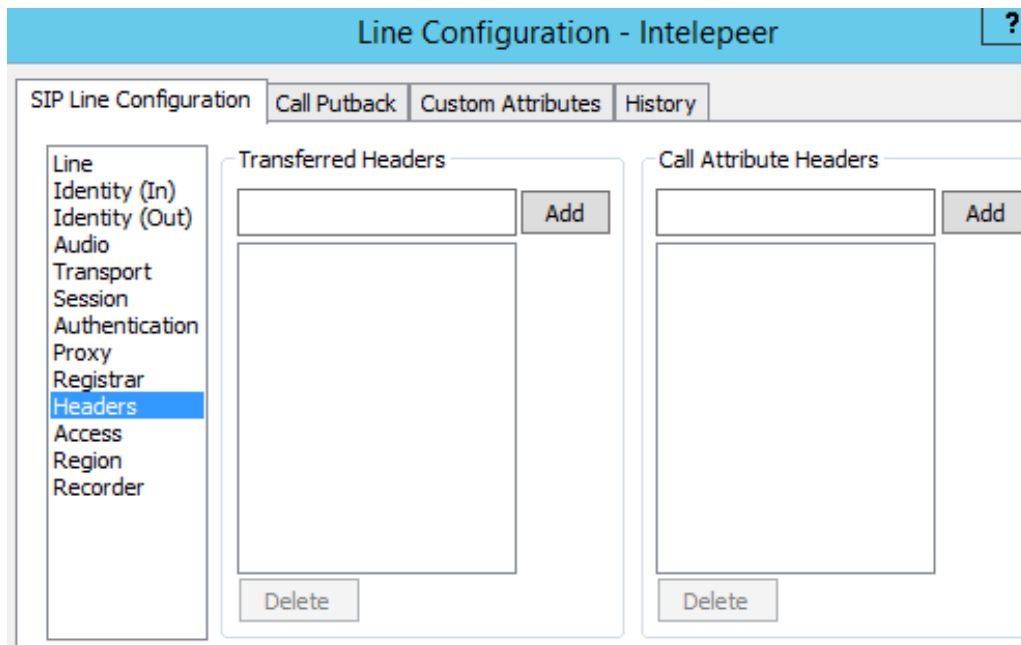 Line Configuration - Intelepeer
?
SIP Line Configuration
Call Putback
Custom Attributes
History
Line
Identity (In)
Identity (Out)
Audio
Transport
Session
Authentication
Proxy
Registrar
Headers
Access
Region
Recorder
Transferred Headers
Add
Delete
Call Attribute Headers
Add
Delete